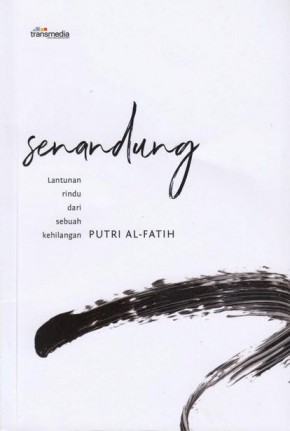 transmedia
senandung
Lantunan
rindu
dari
sebuah
kehilangan PUTRI AL-FATIH